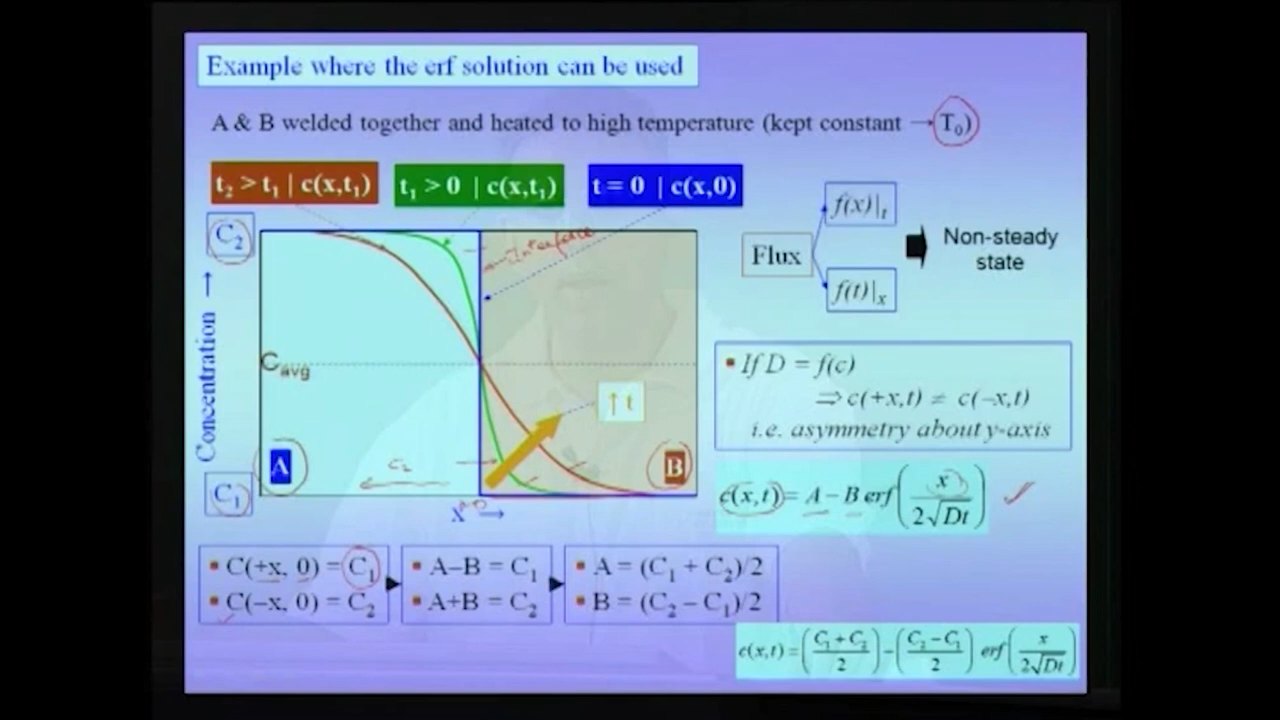 Example where the erf solution can be used
A & B welded together and heated to high temperature (kept constant → T₀)
t₂ > t₁ | c(x,t₁)
t₁ > 0 | c(x,t₁)
t = 0 | c(x,0)
C₂
Interface
Concentration →
C_avg
↑ t
A
C₂
B
C₁
x →
Flux
f(x)|ₜ
f(t)|ₓ
Non-steady
state
▪ If D = f(c)
⇒ c(+x,t) ≠ c(−x,t)
i.e. asymmetry about y-axis
c(x,t) = A − B erf(x / 2√Dt)
▪ C(+x, 0) = C₁
▪ C(−x, 0) = C₂
▪ A−B = C₁
▪ A+B = C₂
▪ A = (C₁ + C₂)/2
▪ B = (C₂ − C₁)/2
c(x,t) = ((C₁+C₂)/2) − ((C₂−C₁)/2) erf(x / 2√Dt)